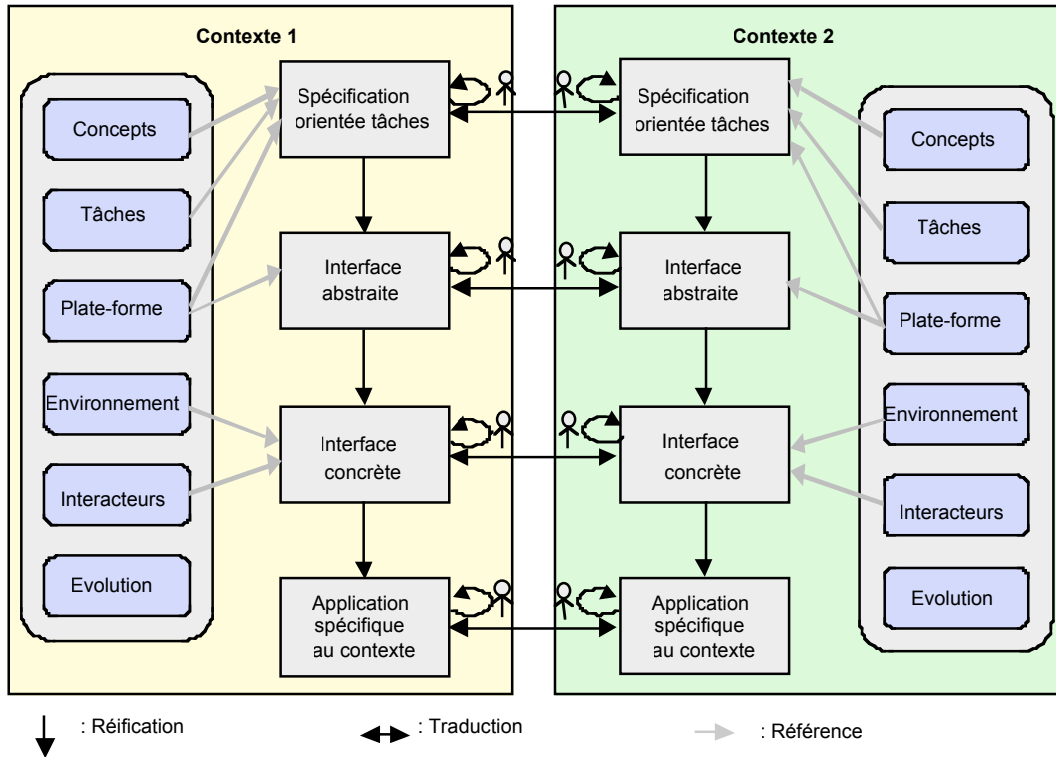 Contexte 1
Concepts
Tâches
Plate-forme
Environnement
Interacteurs
Evolution
Spécification
orientée tâches
Interface
abstraite
Interface
concrète
Application
spécifique
au contexte
Contexte 2
Spécification
orientée tâches
Interface
abstraite
Interface
concrète
Application
spécifique
au contexte
Concepts
Tâches
Plate-forme
Environnement
Interacteurs
Evolution
: Réification
: Traduction
: Référence